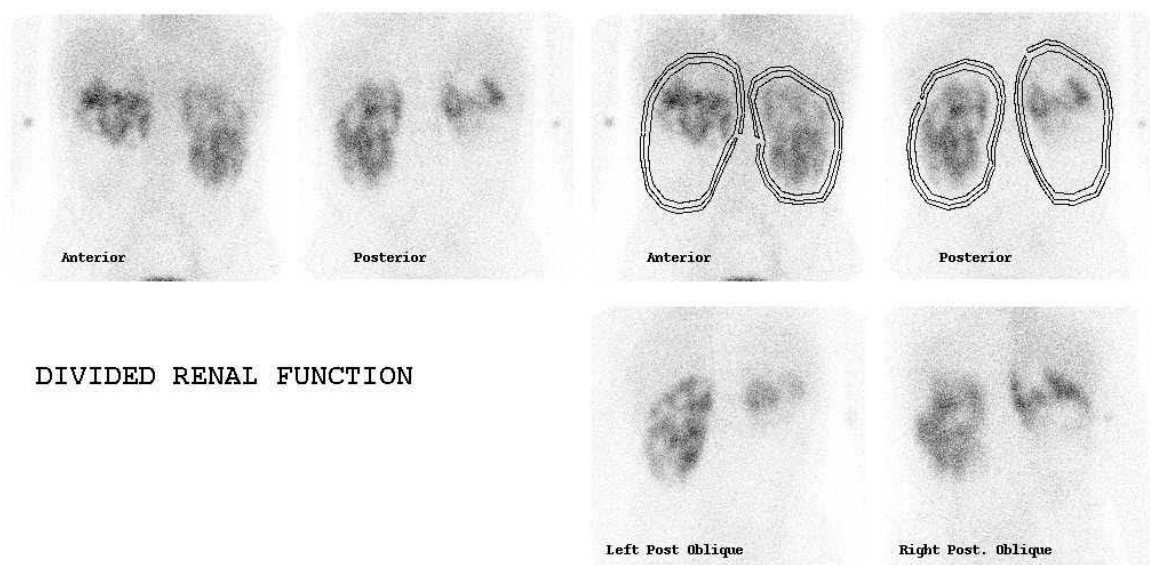 Anterior
Posterior
Anterior
Posterior
DIVIDED RENAL FUNCTION
Left Post Oblique
Right Post. Oblique